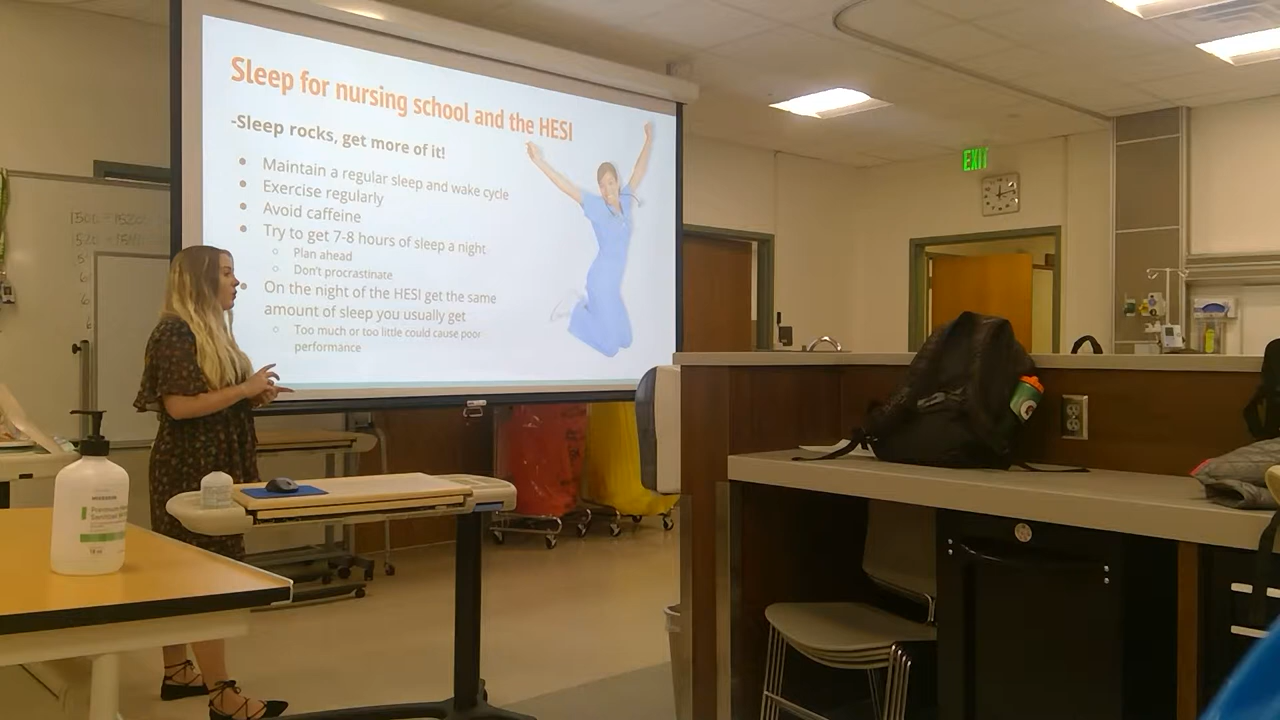 Sleep for nursing school and the HESI
-Sleep rocks, get more of it!
Maintain a regular sleep and wake cycle
Exercise regularly
Avoid caffeine
Try to get 7-8 hours of sleep a night
Plan ahead
Don't procrastinate
On the night of the HESI get the same
amount of sleep you usually get
Too much or too little could cause poor
performance
EXIT